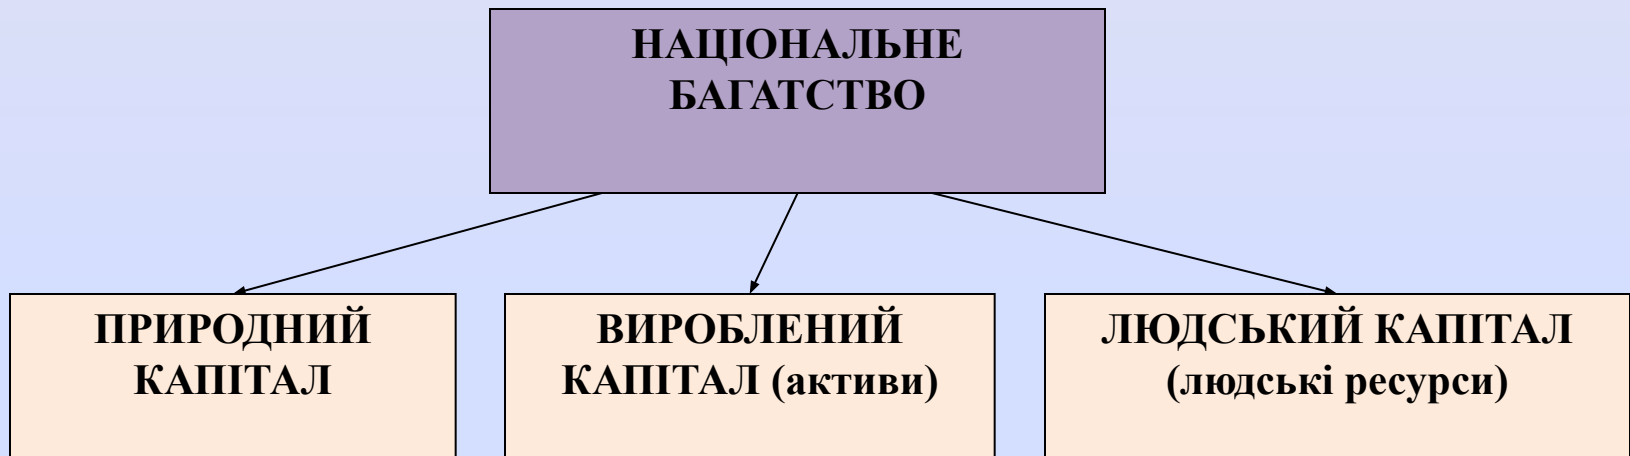 НАЦІОНАЛЬНЕ
БАГАТСТВО
ПРИРОДНИЙ
КАПІТАЛ
ВИРОБЛЕНИЙ
КАПІТАЛ (активи)
ЛЮДСЬКИЙ КАПІТАЛ
(людські ресурси)